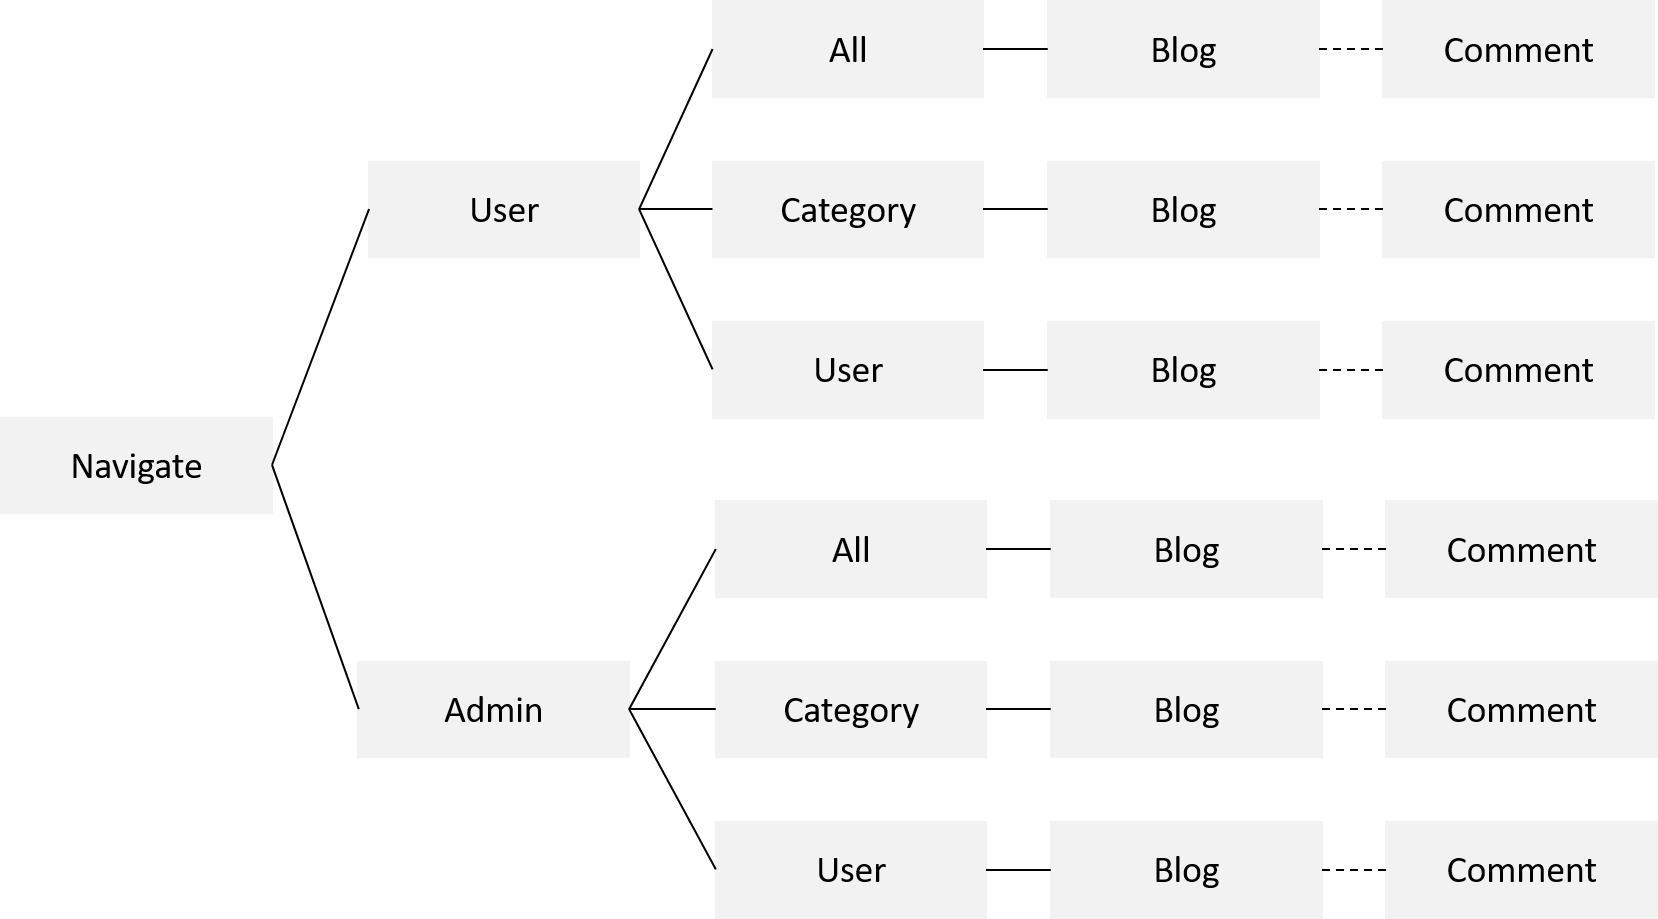 All Blog Comment
User Category Blog Comment
User Blog Comment
Navigate
All Blog Comment
Admin Category Blog Comment
User Blog Comment